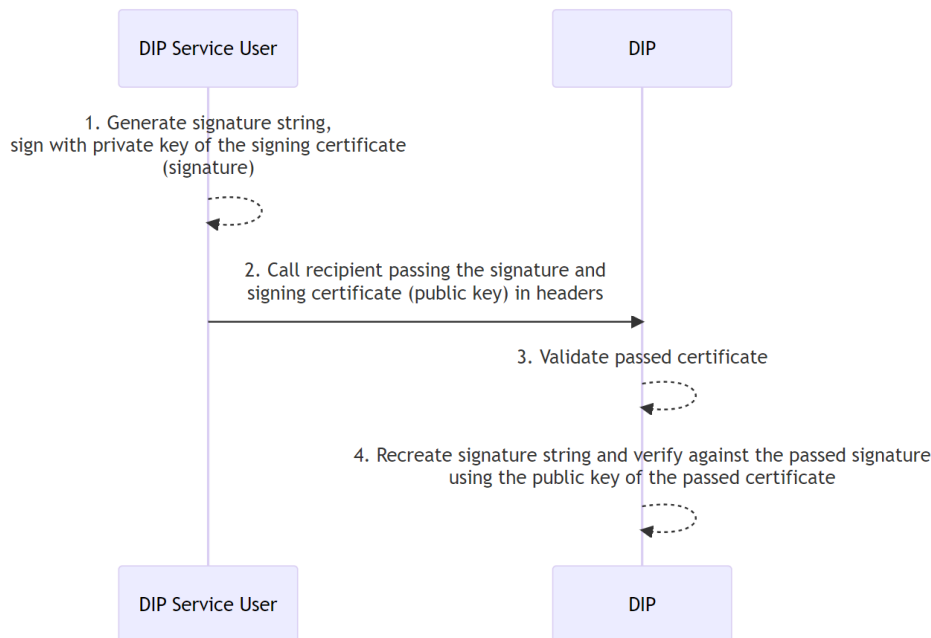 DIP Service User
DIP
1. Generate signature string,
sign with private key of the signing certificate
(signature)
2. Call recipient passing the signature and
signing certificate (public key) in headers
3. Validate passed certificate
4. Recreate signature string and verify against the passed signature
using the public key of the passed certificate
DIP Service User
DIP